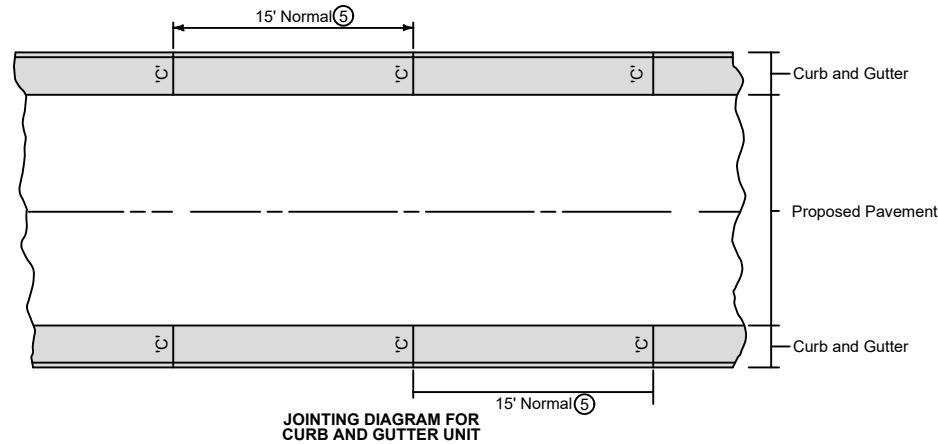 15' Normal ⑤
'C' 'C' 'C'
Curb and Gutter
Proposed Pavement
'C' 'C' 'C'
Curb and Gutter
15' Normal ⑤
JOINTING DIAGRAM FOR
CURB AND GUTTER UNIT